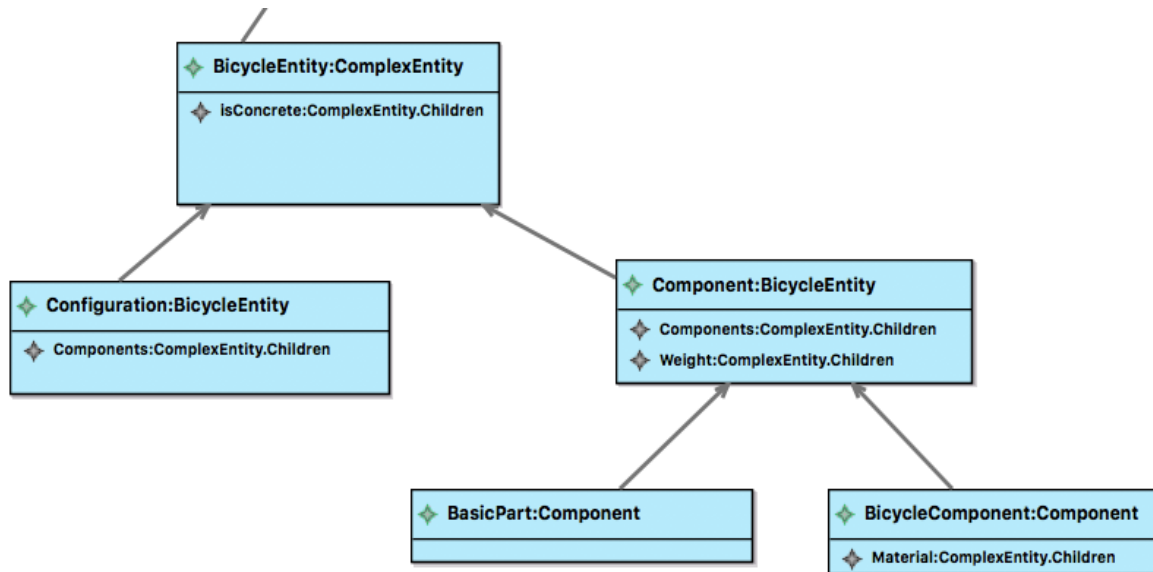 BicycleEntity:ComplexEntity
isConcrete:ComplexEntity.Children
Configuration:BicycleEntity
Components:ComplexEntity.Children
Component:BicycleEntity
Components:ComplexEntity.Children
Weight:ComplexEntity.Children
BasicPart:Component
BicycleComponent:Component
Material:ComplexEntity.Children